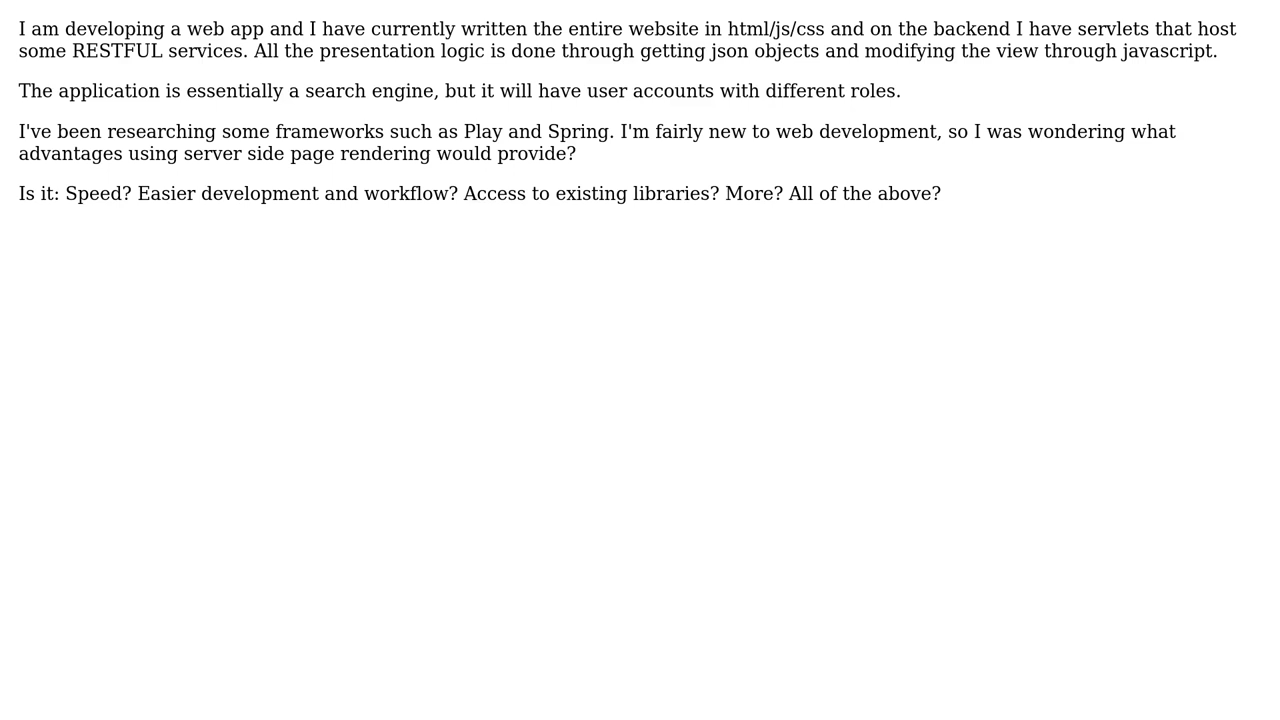 I am developing a web app and I have currently written the entire website in html/js/css and on the backend I have servlets that host
some RESTFUL services. All the presentation logic is done through getting json objects and modifying the view through javascript.
The application is essentially a search engine, but it will have user accounts with different roles.
I've been researching some frameworks such as Play and Spring. I'm fairly new to web development, so I was wondering what
advantages using server side page rendering would provide?
Is it: Speed? Easier development and workflow? Access to existing libraries? More? All of the above?